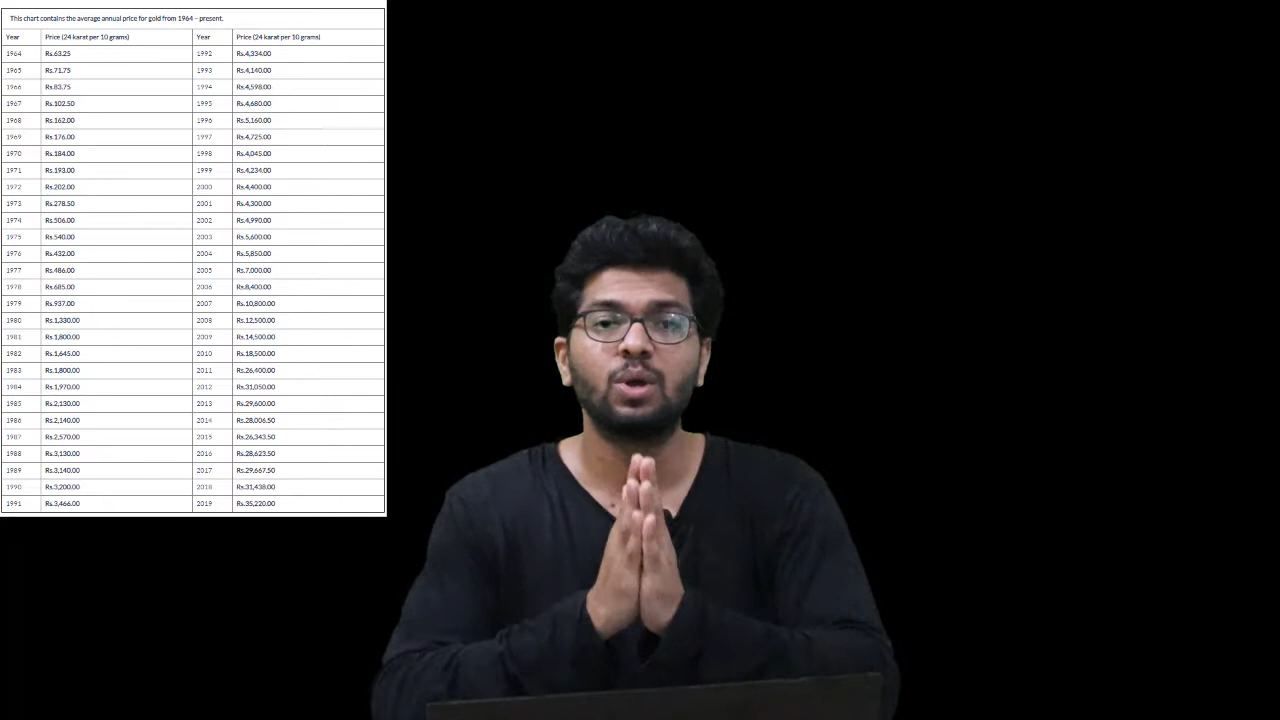 This chart contains the average annual price for gold from 1964 – present.
Year Price (24 karat per 10 grams) Year Price (24 karat per 10 grams)
1964 Rs.63.25 1992 Rs.4,334.00
1965 Rs.71.75 1993 Rs.4,140.00
1966 Rs.83.75 1994 Rs.4,598.00
1967 Rs.102.50 1995 Rs.4,680.00
1968 Rs.162.00 1996 Rs.5,160.00
1969 Rs.176.00 1997 Rs.4,725.00
1970 Rs.184.00 1998 Rs.4,045.00
1971 Rs.193.00 1999 Rs.4,234.00
1972 Rs.202.00 2000 Rs.4,400.00
1973 Rs.278.50 2001 Rs.4,300.00
1974 Rs.506.00 2002 Rs.4,990.00
1975 Rs.540.00 2003 Rs.5,600.00
1976 Rs.432.00 2004 Rs.5,850.00
1977 Rs.486.00 2005 Rs.7,000.00
1978 Rs.685.00 2006 Rs.8,400.00
1979 Rs.937.00 2007 Rs.10,800.00
1980 Rs.1,330.00 2008 Rs.12,500.00
1981 Rs.1,800.00 2009 Rs.14,500.00
1982 Rs.1,645.00 2010 Rs.18,500.00
1983 Rs.1,800.00 2011 Rs.26,400.00
1984 Rs.1,970.00 2012 Rs.31,050.00
1985 Rs.2,130.00 2013 Rs.29,600.00
1986 Rs.2,140.00 2014 Rs.28,006.50
1987 Rs.2,570.00 2015 Rs.26,343.50
1988 Rs.3,130.00 2016 Rs.28,623.50
1989 Rs.3,140.00 2017 Rs.29,667.50
1990 Rs.3,200.00 2018 Rs.31,438.00
1991 Rs.3,466.00 2019 Rs.35,220.00